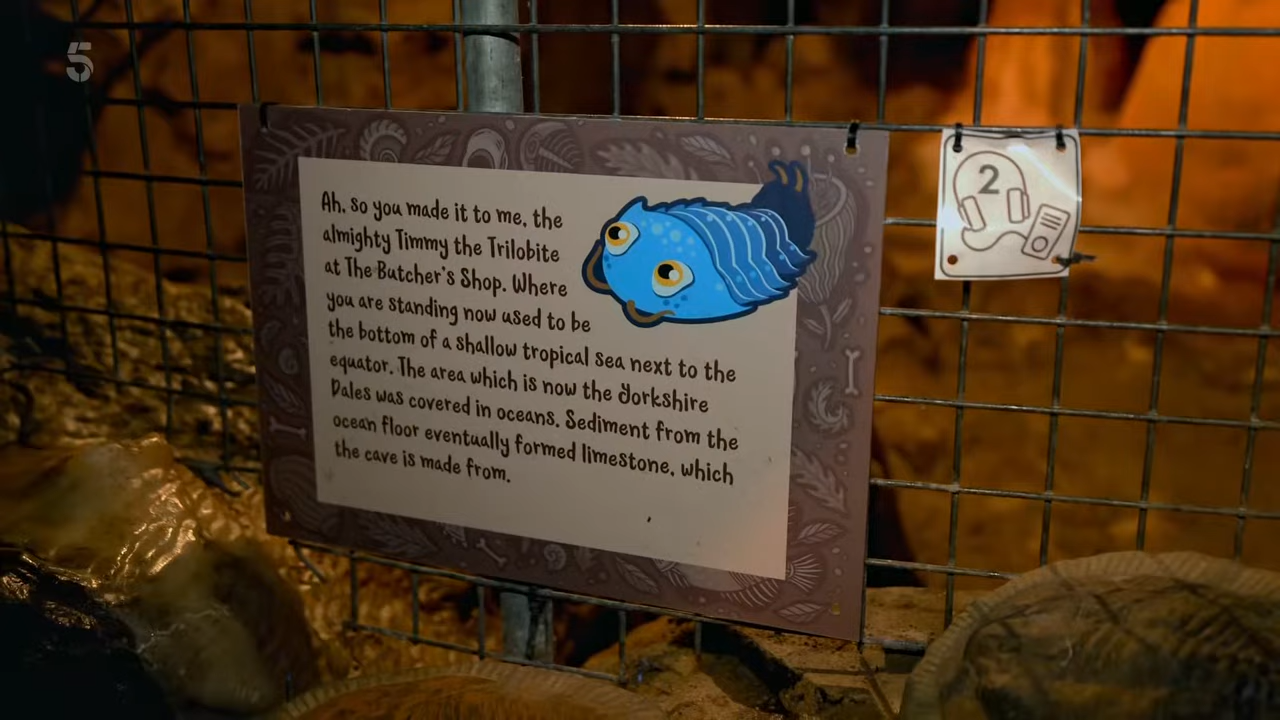 5
Ah, so you made it to me, the
almighty Timmy the Trilobite
at The Butcher's Shop. Where
you are standing now used to be
the bottom of a shallow tropical sea next to the
equator. The area which is now the Yorkshire
Dales was covered in oceans. Sediment from the
ocean floor eventually formed limestone, which
the cave is made from.
2